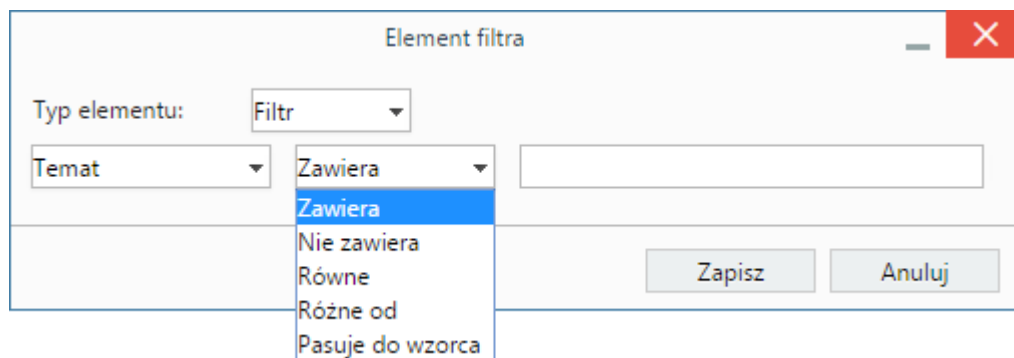 Element filtra
Typ elementu: Filtr
Temat Zawiera
Zawiera
Nie zawiera
Równe
Zapisz Anuluj
Różne od
Pasuje do wzorca